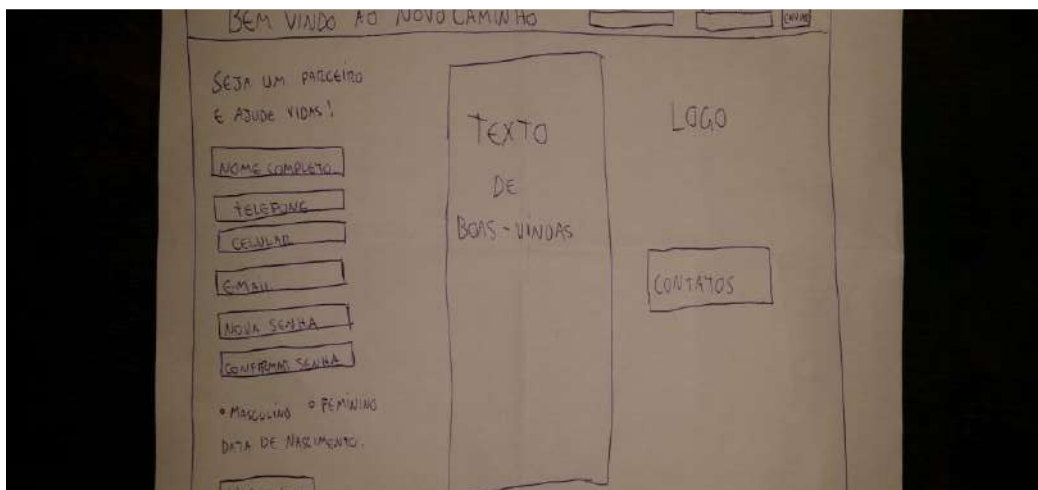 BEM VINDO AO NOVO CAMINHO
ENVIAR
SEJA UM PARCEIRO
E AJUDE VIDAS!
NOME COMPLETO
TELEFONE
CELULAR
EMAIL
NOVA SENHA
CONFIRMAR SENHA
MASCULINO FEMININO
DATA DE NASCIMENTO.
TEXTO
DE
BOAS-VINDAS
LOGO
CONTATOS